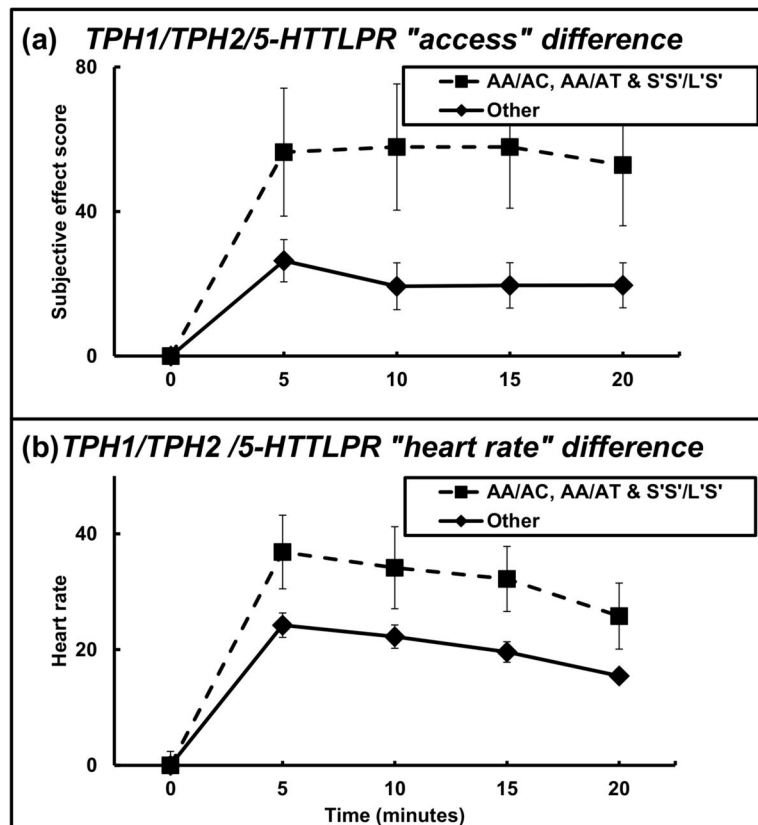 (a) TPH1/TPH2/5-HTTLPR "access" difference
80
AA/AC, AA/AT & S'S'/L'S'
Other
Subjective effect score
40
0
0 5 10 15 20
(b) TPH1/TPH2 /5-HTTLPR "heart rate" difference
AA/AC, AA/AT & S'S'/L'S'
Other
40
Heart rate
20
0
0 5 10 15 20
Time (minutes)